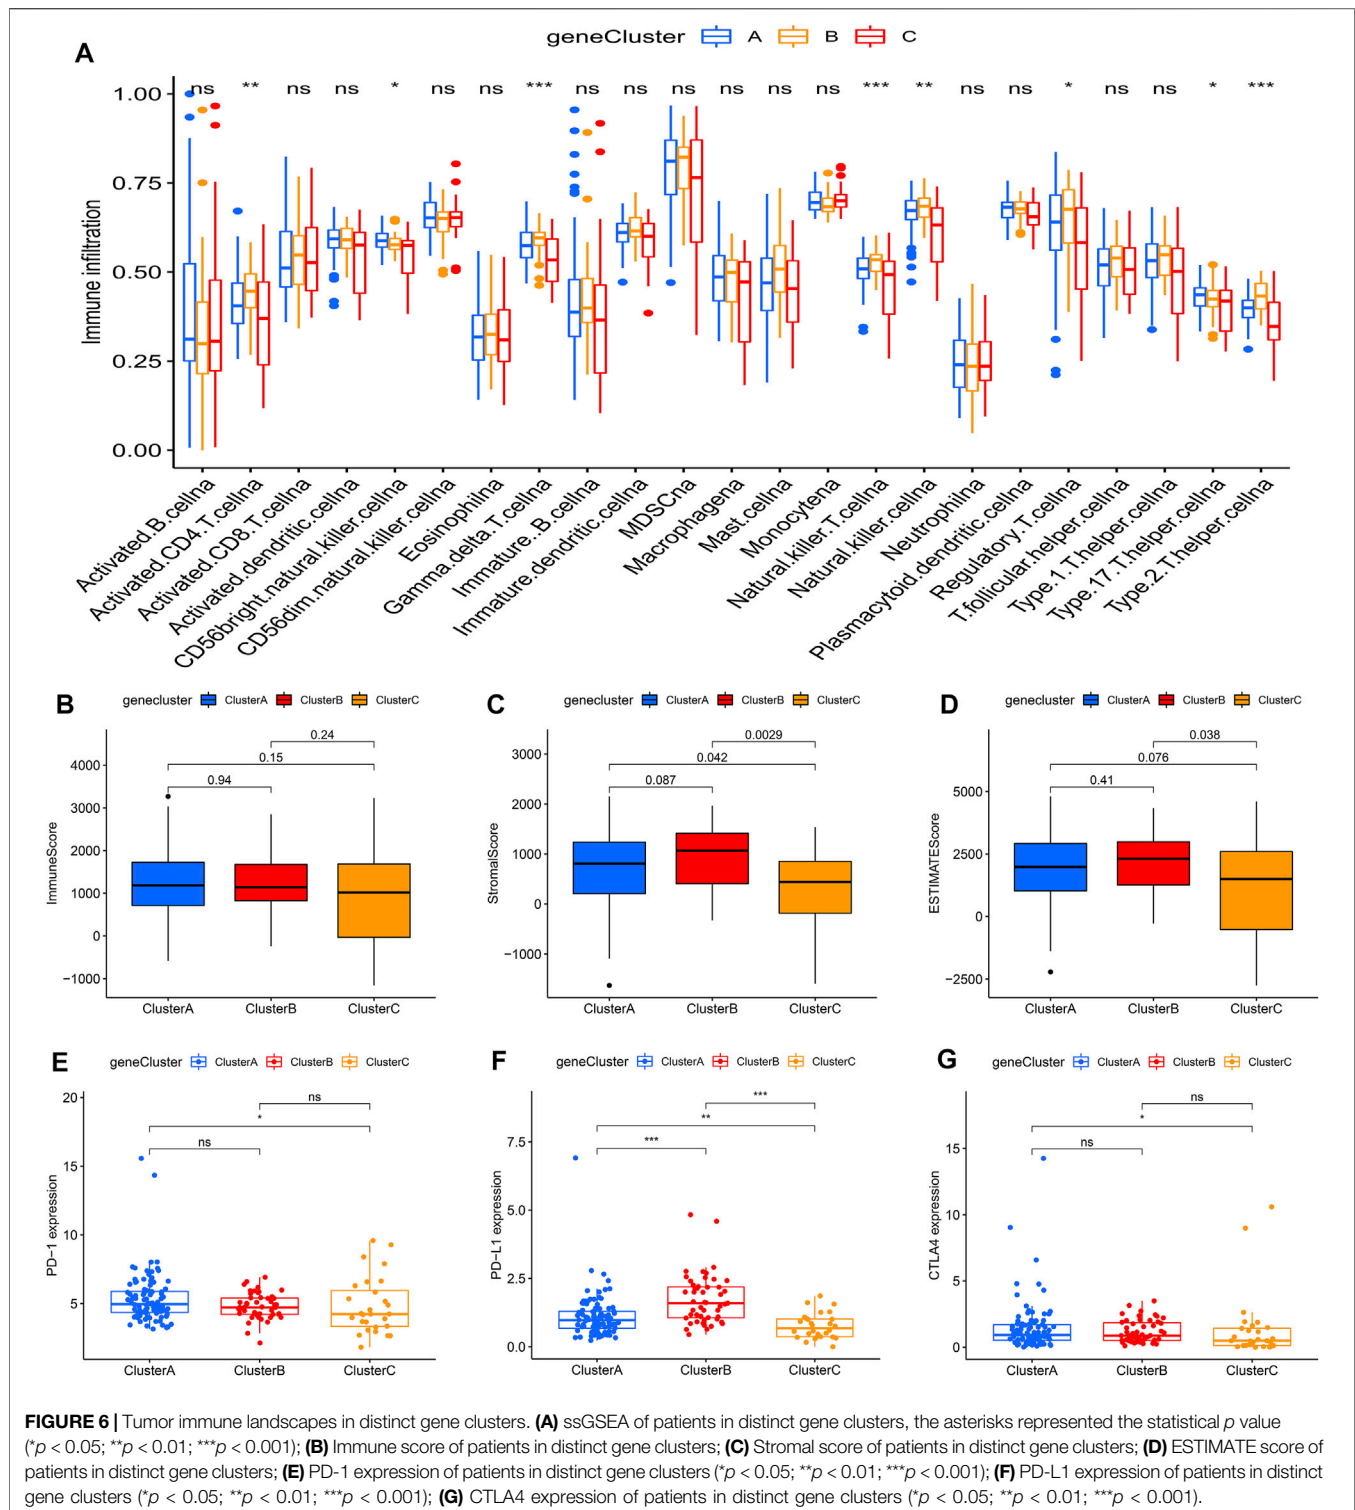 geneCluster A B C
A
ns ** ns ns * ns ns *** ns ns ns ns ns ns *** ** ns ns * ns ns * ***
Immune infiltration
1.00
0.75
0.50
0.25
0.00
Activated.B.cellna
Activated.CD4.T.cellna
Activated.CD8.T.cellna
Activated.dendritic.cellna
CD56bright.natural.killer.cellna
CD56dim.natural.killer.cellna
Eosinophilna
Gamma.delta.T.cellna
Immature.B.cellna
Immature.dendritic.cellna
MDSCna
Macrophagena
Mast.cellna
Monocytena
Natural.killer.T.cellna
Natural.killer.cellna
Neutrophilna
Plasmacytoid.dendritic.cellna
Regulatory.T.cellna
T.follicular.helper.cellna
Type.1.T.helper.cellna
Type.17.T.helper.cellna
Type.2.T.helper.cellna
B
genecluster ClusterA ClusterB ClusterC
ImmuneScore
4000
3000
2000
1000
0
−1000
0.24
0.15
0.94
ClusterA ClusterB ClusterC
C
genecluster ClusterA ClusterB ClusterC
StromalScore
3000
2000
1000
0
−1000
0.0029
0.042
0.087
ClusterA ClusterB ClusterC
D
genecluster ClusterA ClusterB ClusterC
ESTIMATEScore
5000
2500
0
−2500
0.038
0.076
0.41
ClusterA ClusterB ClusterC
E
geneCluster ClusterA ClusterB ClusterC
PD−1 expression
20
15
10
5
ns
*
ns
ClusterA ClusterB ClusterC
F
geneCluster ClusterA ClusterB ClusterC
PD−L1 expression
7.5
5.0
2.5
0.0
***
**
***
ClusterA ClusterB ClusterC
G
geneCluster ClusterA ClusterB ClusterC
CTLA4 expression
15
10
5
0
ns
*
ns
ClusterA ClusterB ClusterC
FIGURE 6 | Tumor immune landscapes in distinct gene clusters. (A) ssGSEA of patients in distinct gene clusters, the asterisks represented the statistical p value
(*p < 0.05; **p < 0.01; ***p < 0.001); (B) Immune score of patients in distinct gene clusters; (C) Stromal score of patients in distinct gene clusters; (D) ESTIMATE score of
patients in distinct gene clusters; (E) PD-1 expression of patients in distinct gene clusters (*p < 0.05; **p < 0.01; ***p < 0.001); (F) PD-L1 expression of patients in distinct
gene clusters (*p < 0.05; **p < 0.01; ***p < 0.001); (G) CTLA4 expression of patients in distinct gene clusters (*p < 0.05; **p < 0.01; ***p < 0.001).